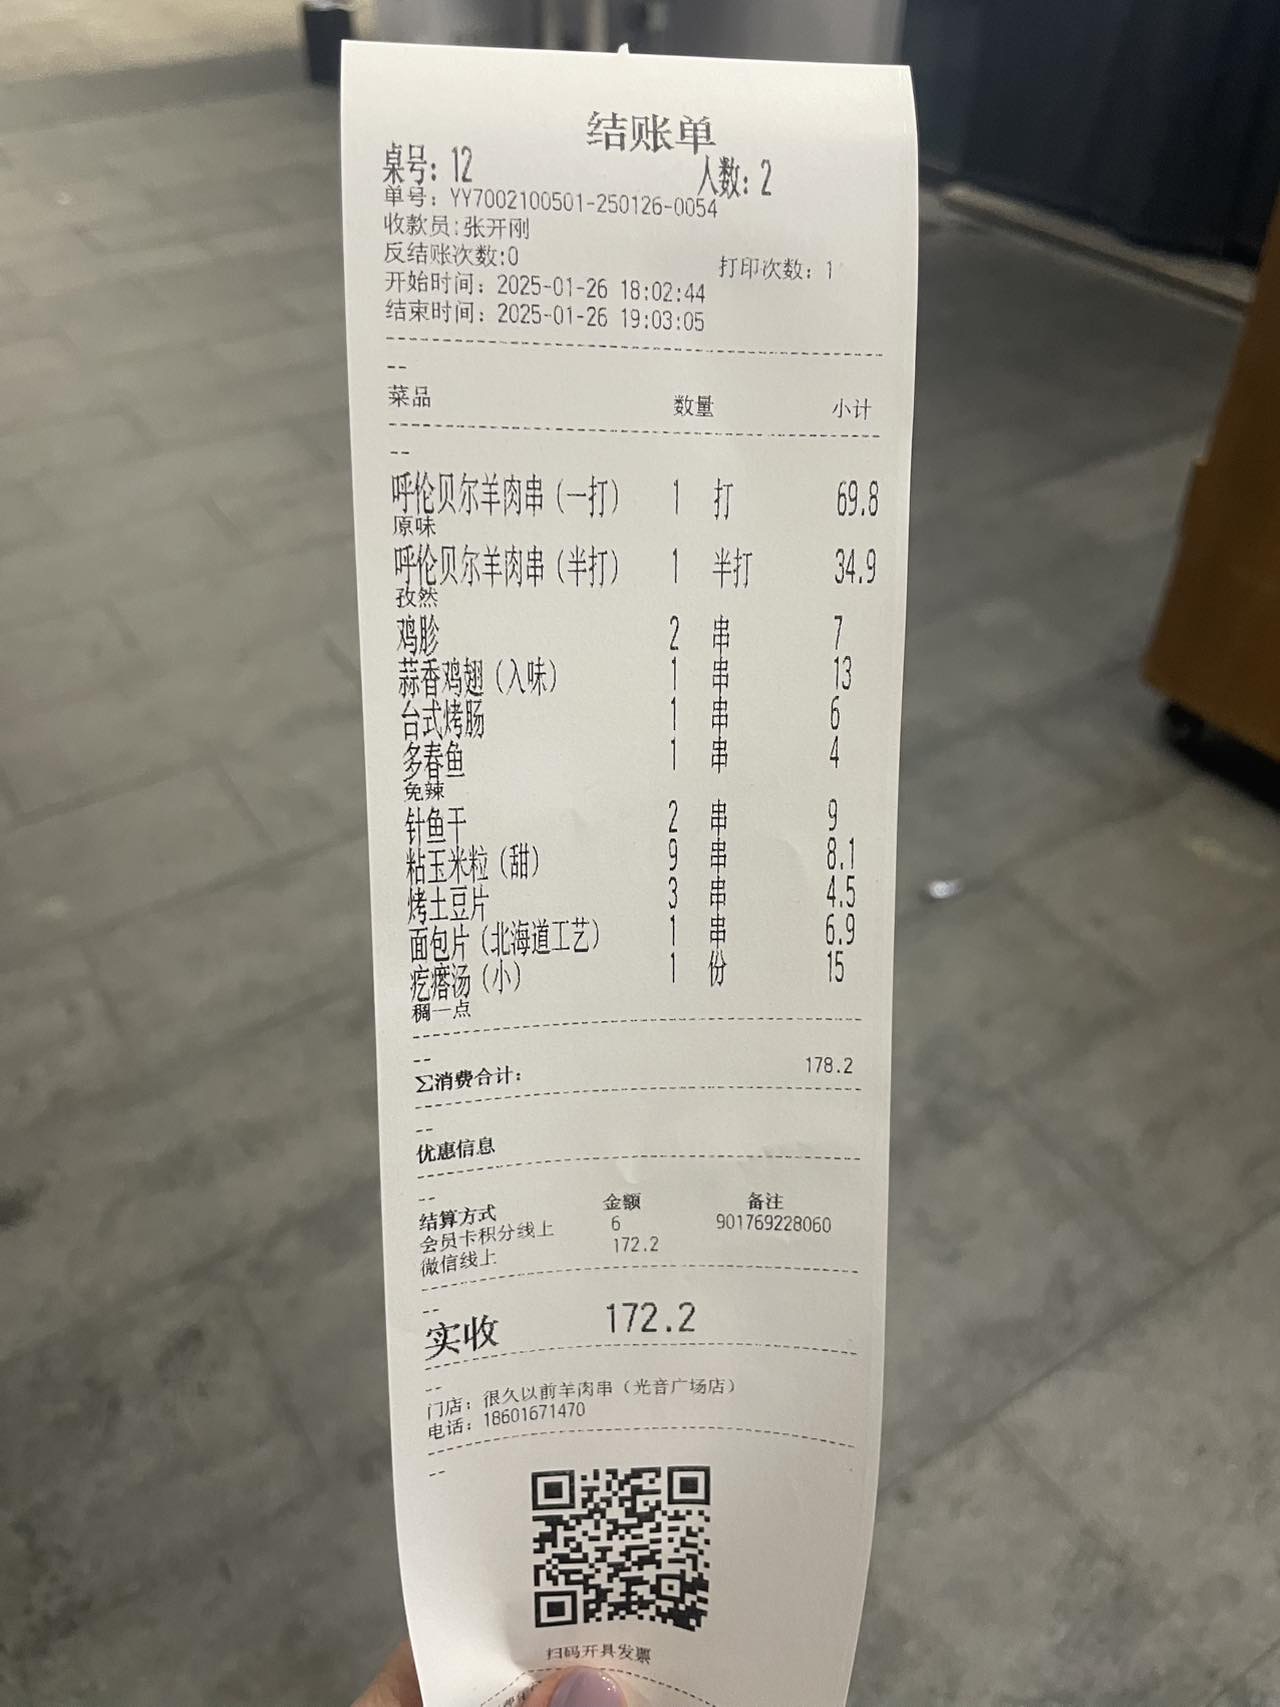 结账单
桌号: 12 人数: 2
单号: YY7002100501-250126-0054
收款员:张开刚
反结账次数:0 打印次数: 1
开始时间: 2025-01-26 18:02:44
结束时间: 2025-01-26 19:03:05
--
菜品 数量 小计
--
呼伦贝尔羊肉串(一打) 1 打 69.8
原味
呼伦贝尔羊肉串(半打) 1 半打 34.9
孜然
鸡胗 2 串 7
蒜香鸡翅(入味) 1 串 13
台式烤肠 1 串 6
多春鱼 1 串 4
免辣
针鱼干 2 串 9
粘玉米粒(甜) 9 串 8.1
烤土豆片 3 串 4.5
面包片(北海道工艺) 1 串 6.9
疙瘩汤(小) 1 份 15
稠一点
--
∑消费合计: 178.2
--
优惠信息
--
结算方式 金额 备注
会员卡积分线上 6 901769228060
微信线上 172.2
--
实收 172.2
--
门店: 很久以前羊肉串(光音广场店)
电话: 18601671470
--
扫码开具发票